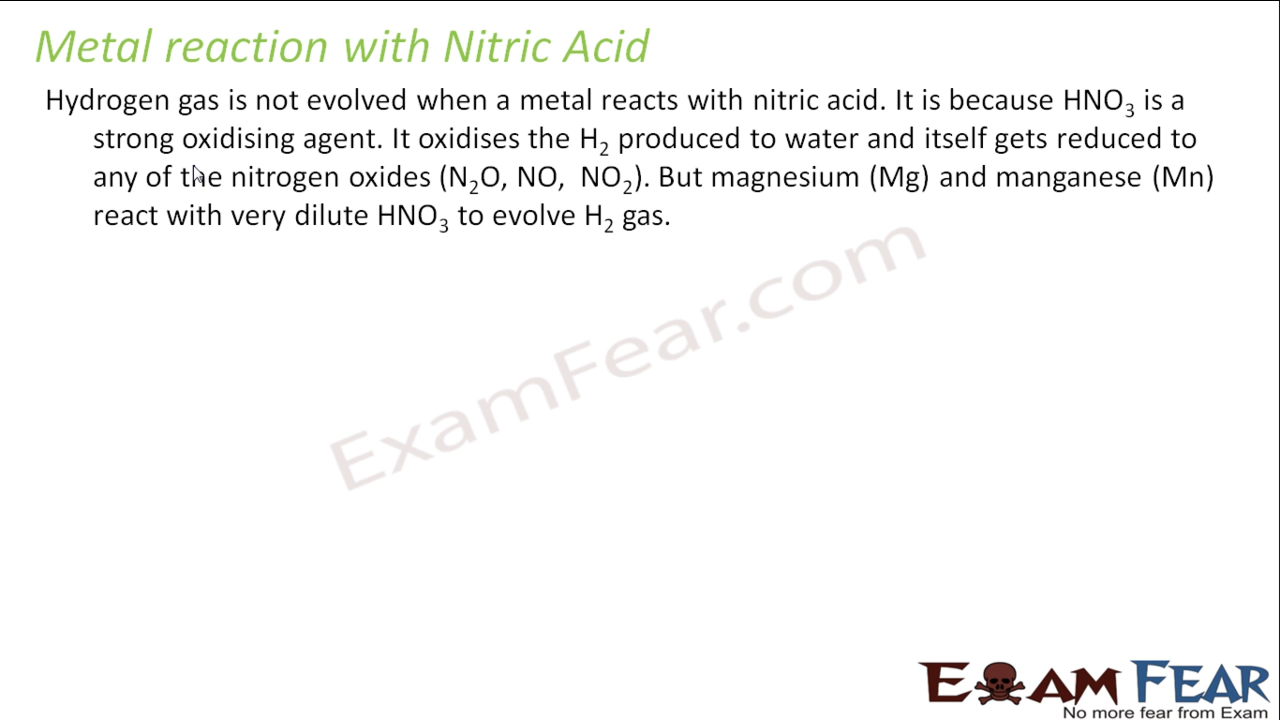 Metal reaction with Nitric Acid
Hydrogen gas is not evolved when a metal reacts with nitric acid. It is because HNO₃ is a
strong oxidising agent. It oxidises the H₂ produced to water and itself gets reduced to
any of the nitrogen oxides (N₂O, NO, NO₂). But magnesium (Mg) and manganese (Mn)
react with very dilute HNO₃ to evolve H₂ gas.
ExamFear.com
EXAM FEAR
No more fear from Exam